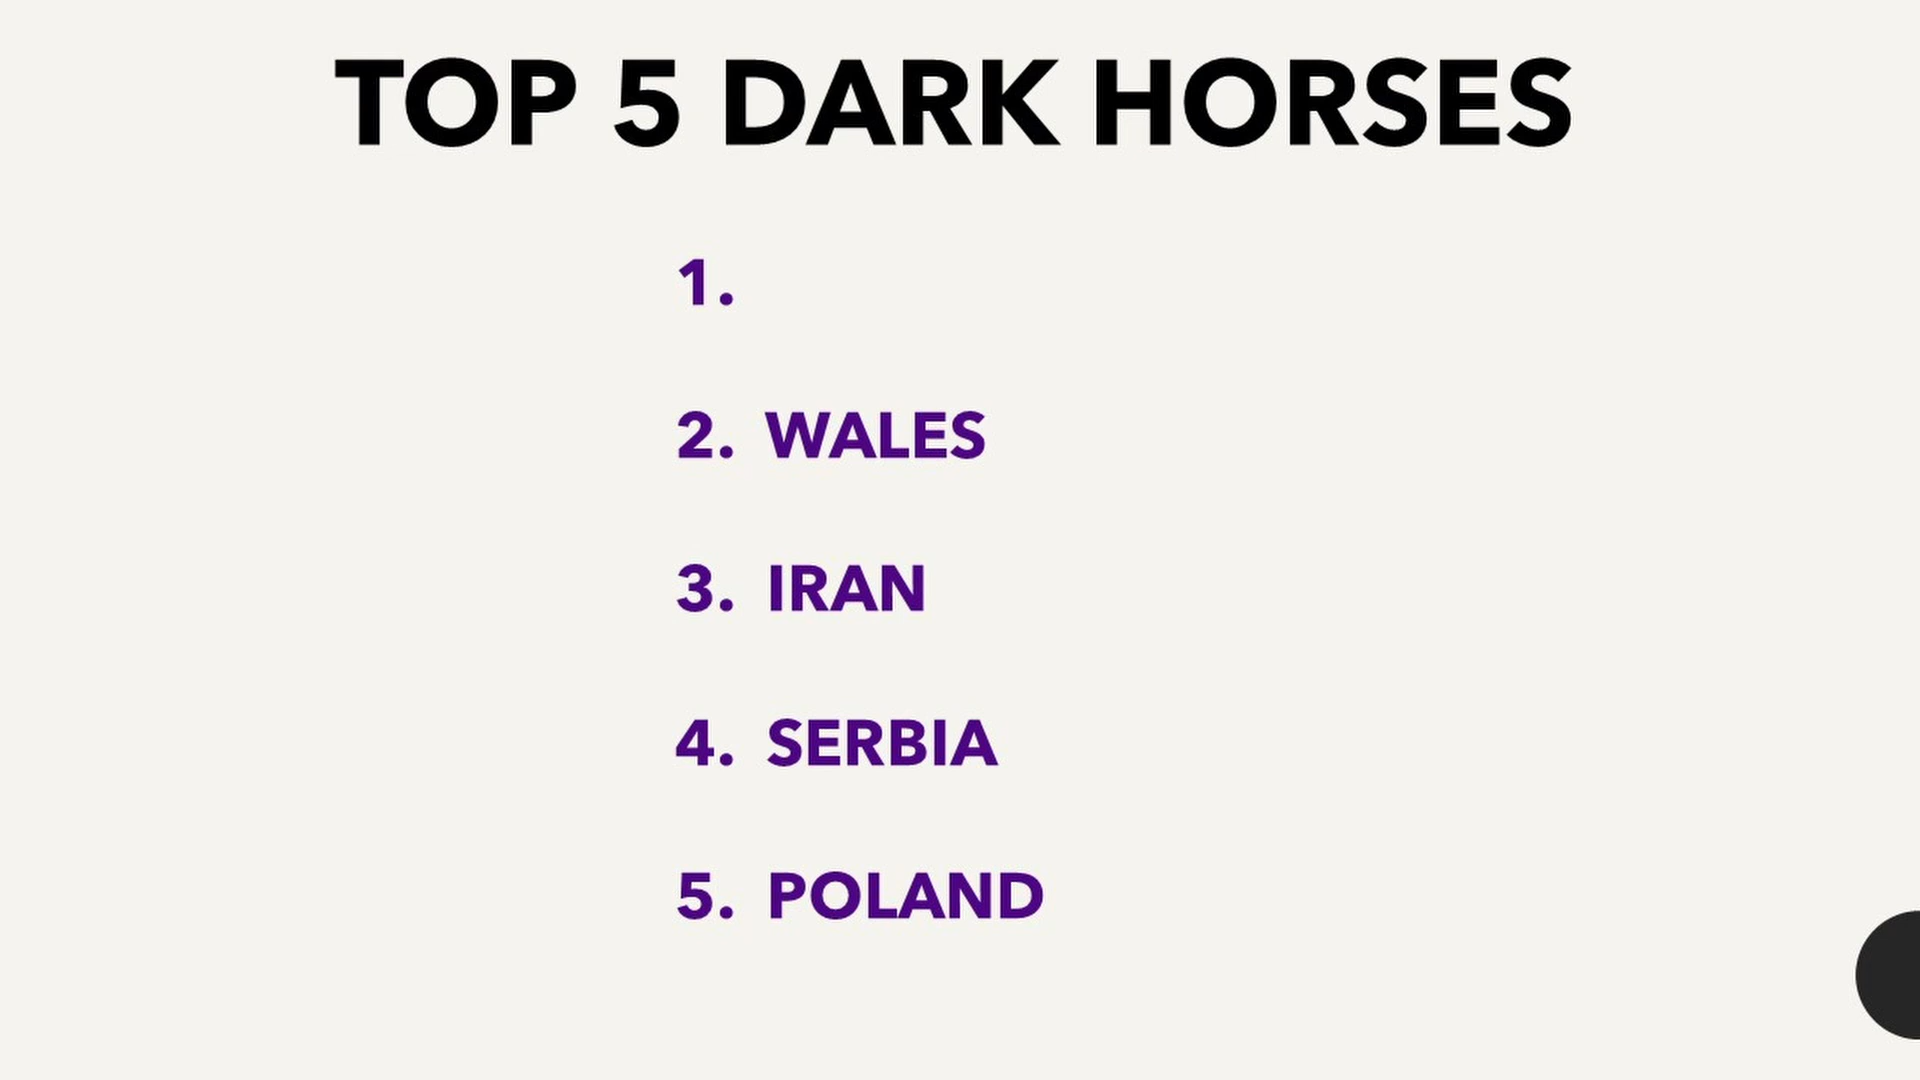 TOP 5 DARK HORSES
1.
2. WALES
3. IRAN
4. SERBIA
5. POLAND